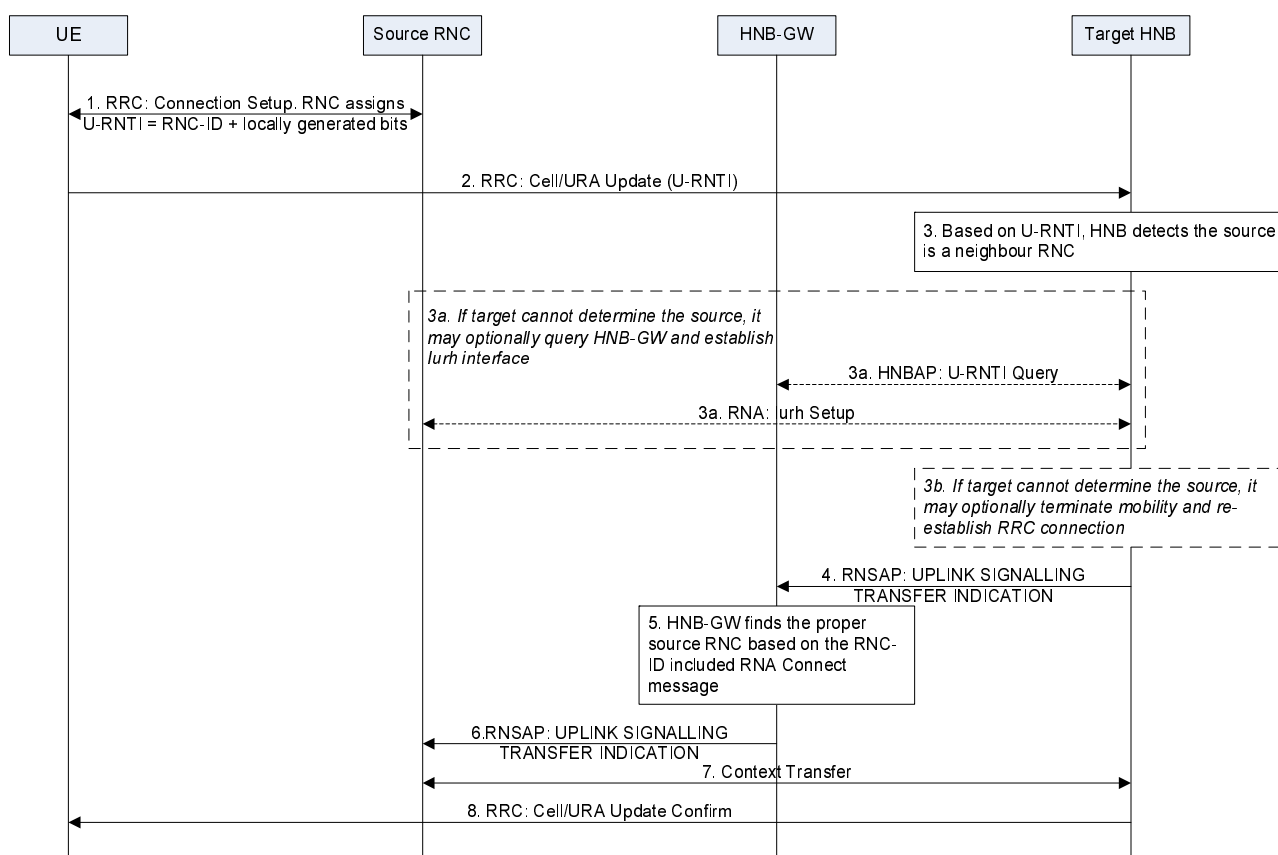 UE
Source RNC
HNB-GW
Target HNB
1. RRC: Connection Setup. RNC assigns
U-RNTI = RNC-ID + locally generated bits
2. RRC: Cell/URA Update (U-RNTI)
3. Based on U-RNTI, HNB detects the source
is a neighbour RNC
3a. If target cannot determine the source, it
may optionally query HNB-GW and establish
Iurh interface
3a. HNBAP: U-RNTI Query
3a. RNA: Iurh Setup
3b. If target cannot determine the source, it
may optionally terminate mobility and re-
establish RRC connection
4. RNSAP: UPLINK SIGNALLING
TRANSFER INDICATION
5. HNB-GW finds the proper
source RNC based on the RNC-
ID included RNA Connect
message
6.RNSAP: UPLINK SIGNALLING
TRANSFER INDICATION
7. Context Transfer
8. RRC: Cell/URA Update Confirm